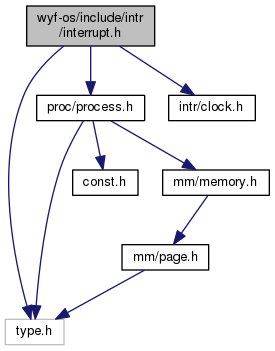 wyf-os/include/intr
/interrupt.h
proc/process.h
intr/clock.h
const.h
mm/memory.h
mm/page.h
type.h